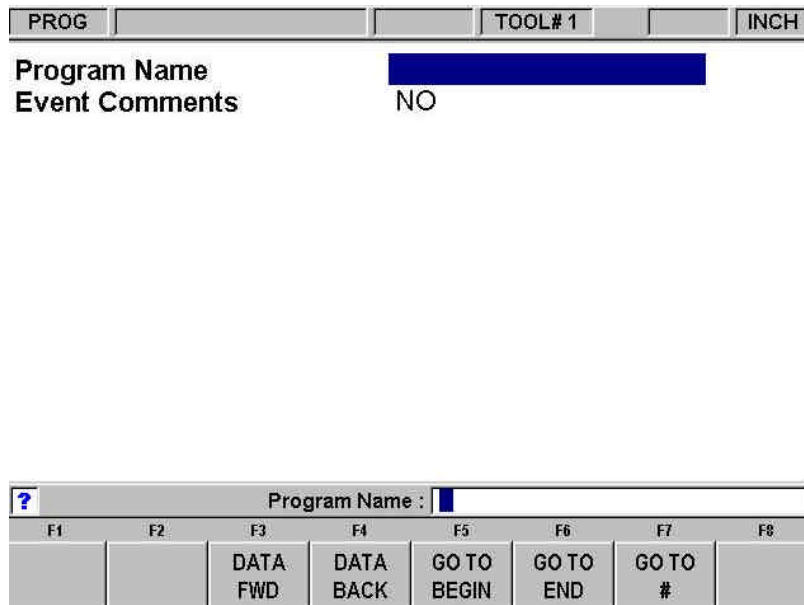 PROG TOOL# 1 INCH
Program Name
Event Comments NO
? Program Name :
F1 F2 F3 F4 F5 F6 F7 F8
DATA DATA GO TO GO TO GO TO
FWD BACK BEGIN END #